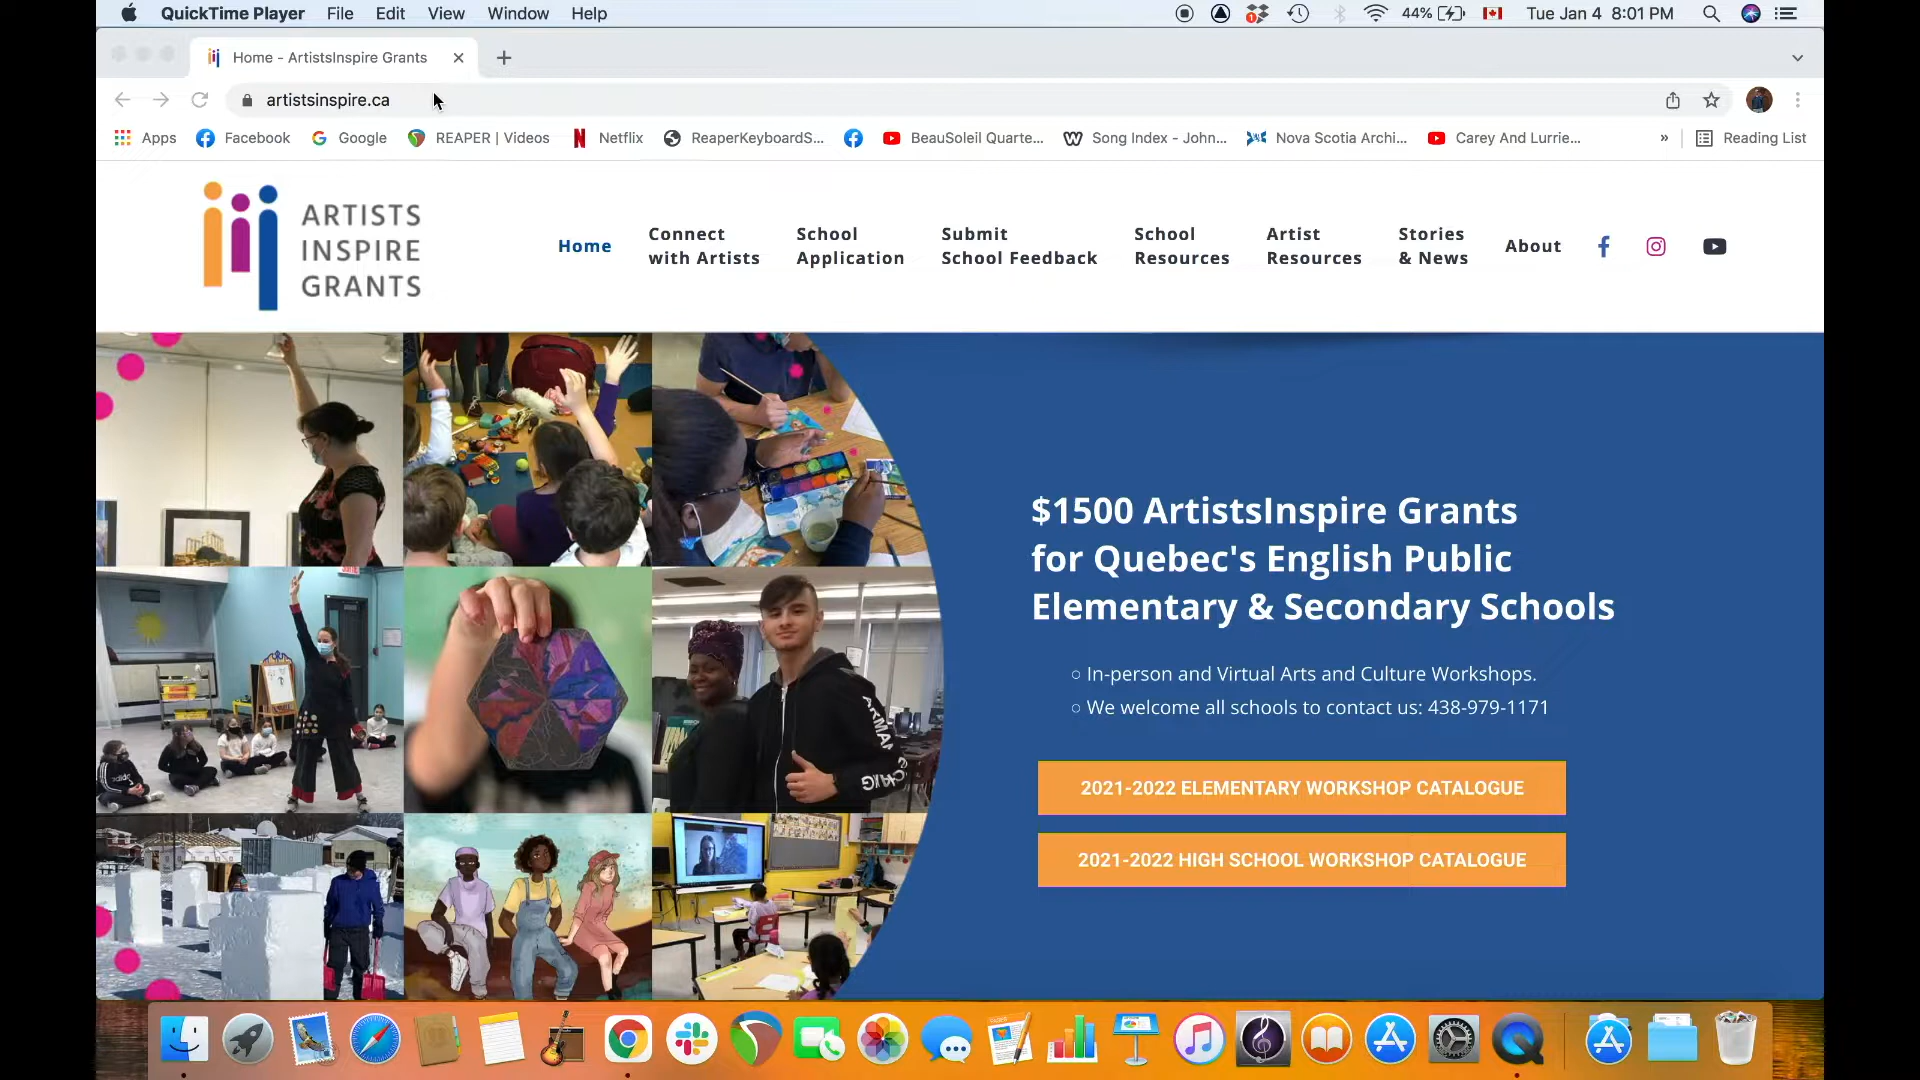 QuickTime Player File Edit View Window Help 44% Tue Jan 4 8:01 PM
Home - ArtistsInspire Grants
artistsinspire.ca
Apps Facebook Google REAPER | Videos Netflix ReaperKeyboardS... BeauSoleil Quarte... Song Index - John... Nova Scotia Archi... Carey And Lurrie... » Reading List
ARTISTS
INSPIRE
GRANTS
Home
Connect
with Artists
School
Application
Submit
School Feedback
School
Resources
Artist
Resources
Stories
& News
About
$1500 ArtistsInspire Grants
for Quebec's English Public
Elementary & Secondary Schools
In-person and Virtual Arts and Culture Workshops.
We welcome all schools to contact us: 438-979-1171
2021-2022 ELEMENTARY WORKSHOP CATALOGUE
2021-2022 HIGH SCHOOL WORKSHOP CATALOGUE